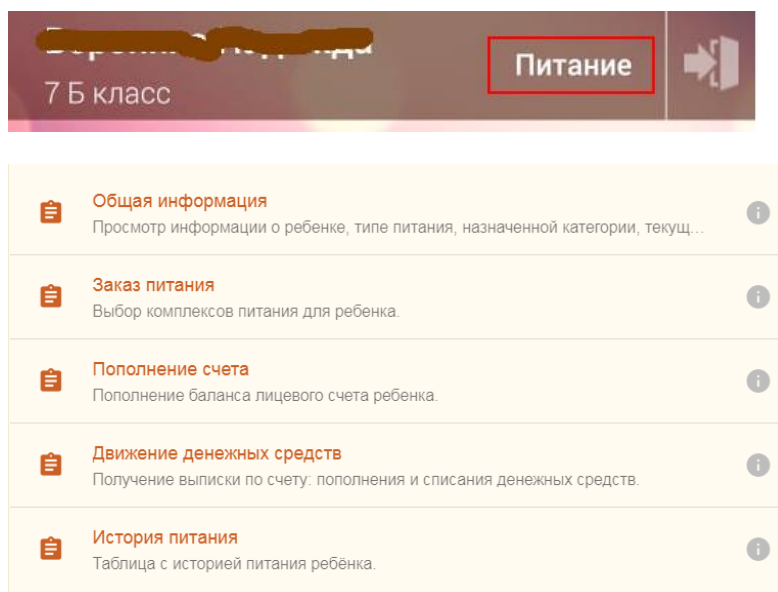 Питание
7 Б класс
Общая информация
Просмотр информации о ребенке, типе питания, назначенной категории, текущ...
Заказ питания
Выбор комплексов питания для ребенка.
Пополнение счета
Пополнение баланса лицевого счета ребенка.
Движение денежных средств
Получение выписки по счету: пополнения и списания денежных средств.
История питания
Таблица с историей питания ребёнка.